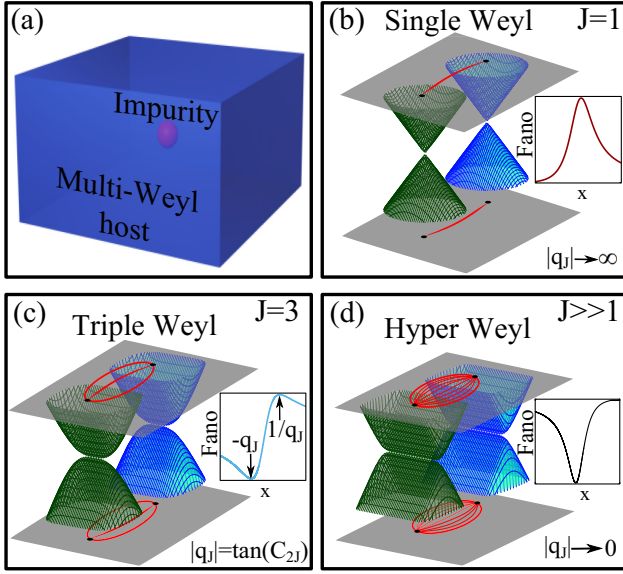 (a)
Impurity
Multi-Weyl
host
(b) Single Weyl J=1
Fano
x
|q_J|→∞
(c) Triple Weyl J=3
Fano
-q_J
1/q_J
x
|q_J|=tan(C_2J)
(d) Hyper Weyl J>>1
Fano
x
|q_J|→0